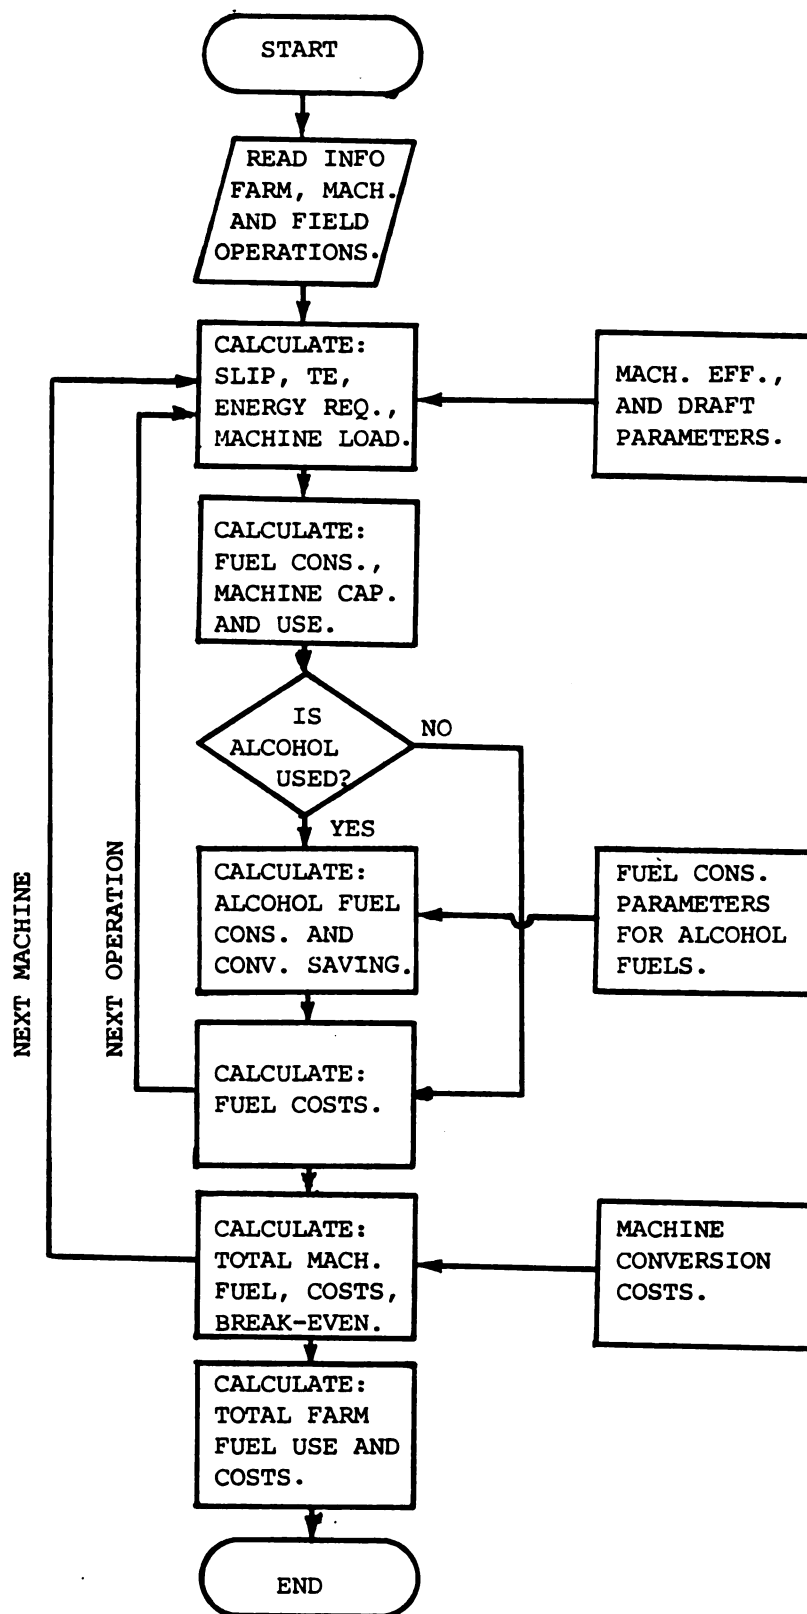 START
READ INFO
FARM, MACH.
AND FIELD
OPERATIONS.
CALCULATE:
SLIP, TE,
ENERGY REQ.,
MACHINE LOAD.
MACH. EFF.,
AND DRAFT
PARAMETERS.
CALCULATE:
FUEL CONS.,
MACHINE CAP.
AND USE.
IS
ALCOHOL
USED?
NO
YES
CALCULATE:
ALCOHOL FUEL
CONS. AND
CONV. SAVING.
FUEL CONS.
PARAMETERS
FOR ALCOHOL
FUELS.
NEXT MACHINE
NEXT OPERATION
CALCULATE:
FUEL COSTS.
CALCULATE:
TOTAL MACH.
FUEL, COSTS,
BREAK-EVEN.
MACHINE
CONVERSION
COSTS.
CALCULATE:
TOTAL FARM
FUEL USE AND
COSTS.
END